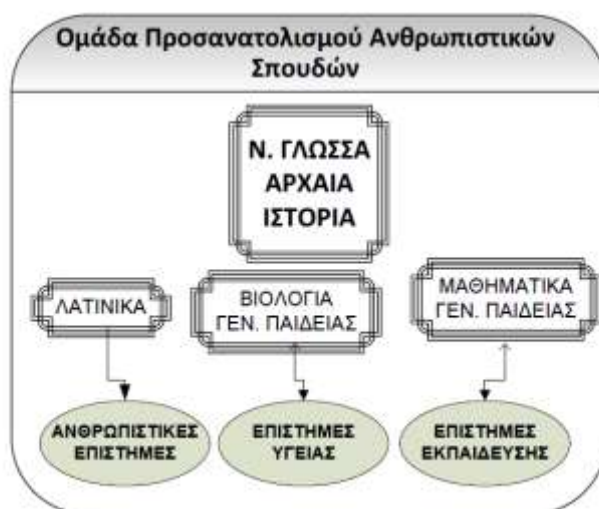 Ομάδα Προσανατολισμού Ανθρωπιστικών
Σπουδών
Ν. ΓΛΩΣΣΑ
ΑΡΧΑΙΑ
ΙΣΤΟΡΙΑ
ΛΑΤΙΝΙΚΑ
ΒΙΟΛΟΓΙΑ
ΓΕΝ. ΠΑΙΔΕΙΑΣ
ΜΑΘΗΜΑΤΙΚΑ
ΓΕΝ. ΠΑΙΔΕΙΑΣ
ΑΝΘΡΩΠΙΣΤΙΚΕΣ
ΕΠΙΣΤΗΜΕΣ
ΕΠΙΣΤΗΜΕΣ
ΥΓΕΙΑΣ
ΕΠΙΣΤΗΜΕΣ
ΕΚΠΑΙΔΕΥΣΗΣ